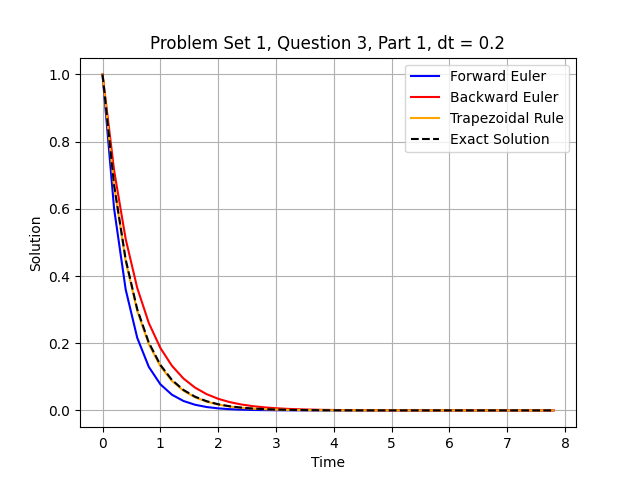 Problem Set 1, Question 3, Part 1, dt = 0.2
Forward Euler
Backward Euler
Trapezoidal Rule
Exact Solution
1.0
0.8
0.6
0.4
0.2
0.0
Solution
0 1 2 3 4 5 6 7 8
Time